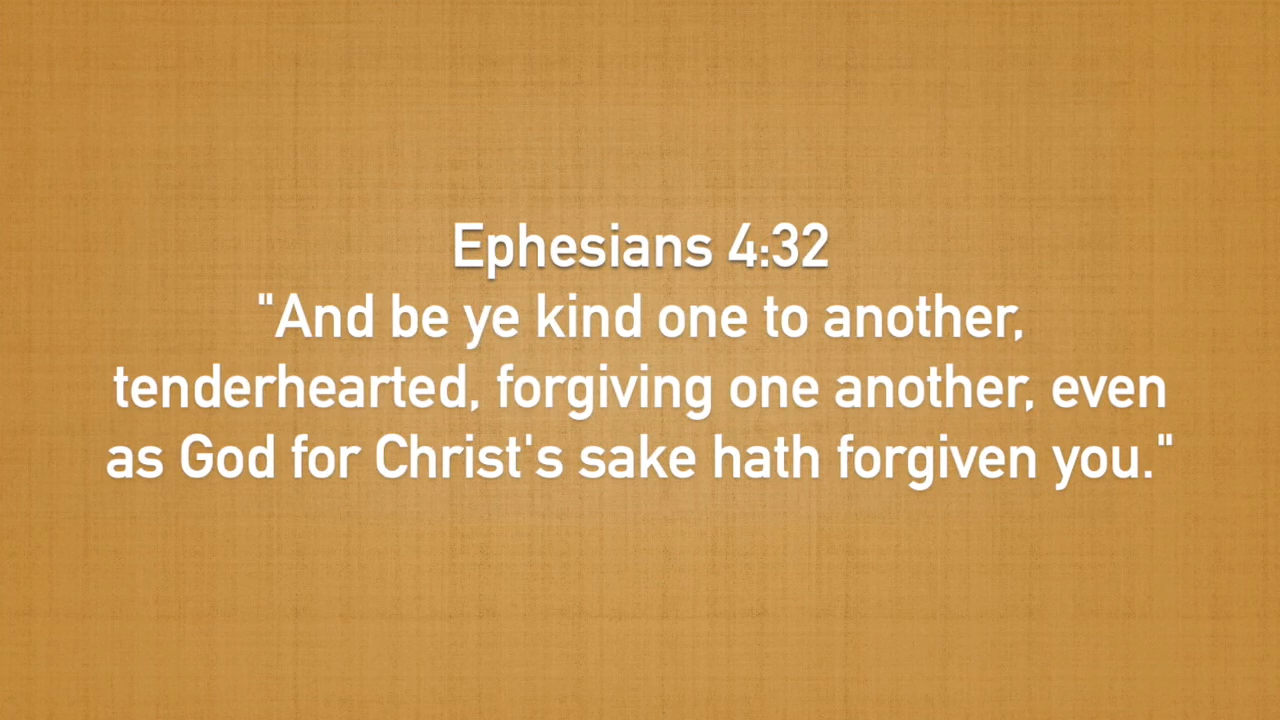 Ephesians 4:32
"And be ye kind one to another,
tenderhearted, forgiving one another, even
as God for Christ's sake hath forgiven you."